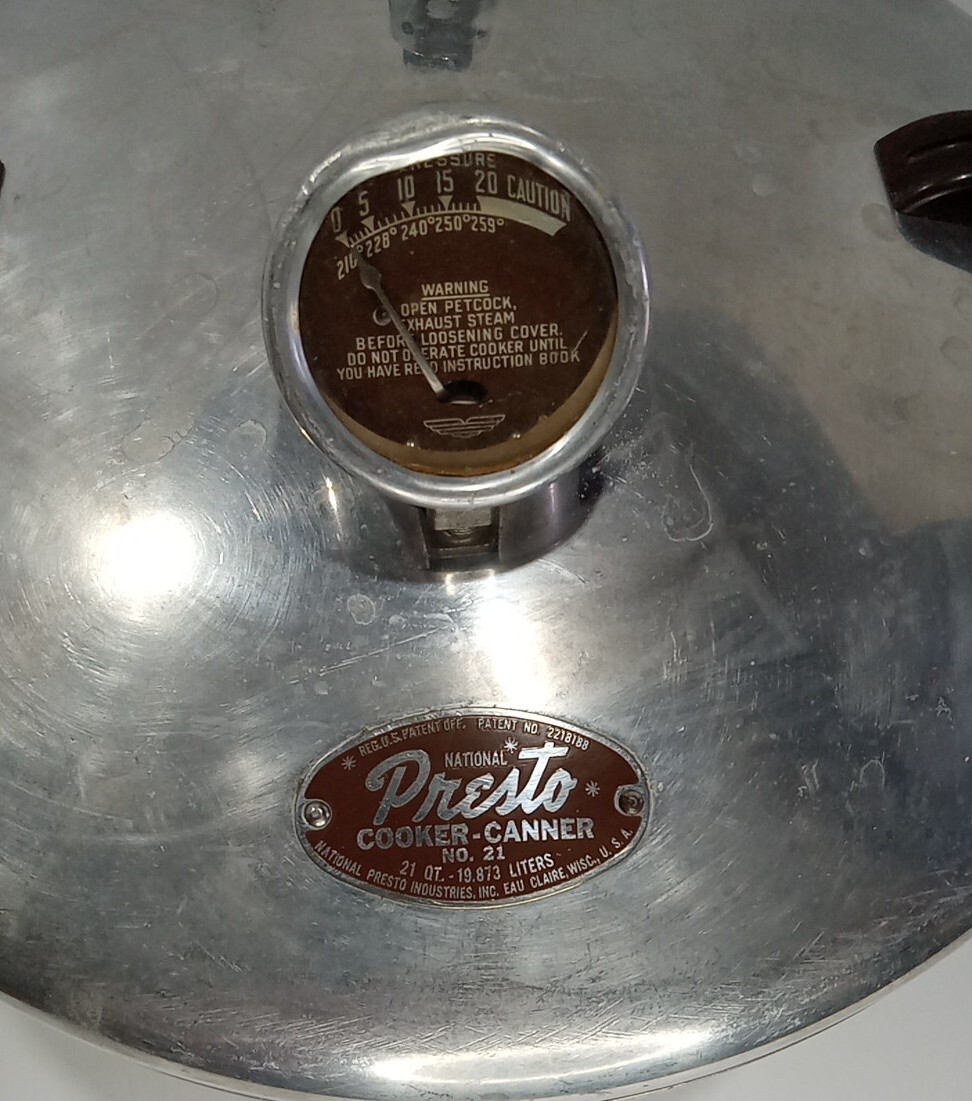 PRESSURE
0 5 10 15 20 CAUTION
210° 228° 240° 250° 259°
WARNING
OPEN PETCOCK,
EXHAUST STEAM
BEFORE LOOSENING COVER.
DO NOT OPERATE COOKER UNTIL
YOU HAVE READ INSTRUCTION BOOK
REG. U.S. PATENT OFF. PATENT NO. 2218188
NATIONAL
Presto
COOKER-CANNER
NO. 21
21 QT. - 19.873 LITERS
NATIONAL PRESTO INDUSTRIES, INC. EAU CLAIRE, WISC., U.S.A.